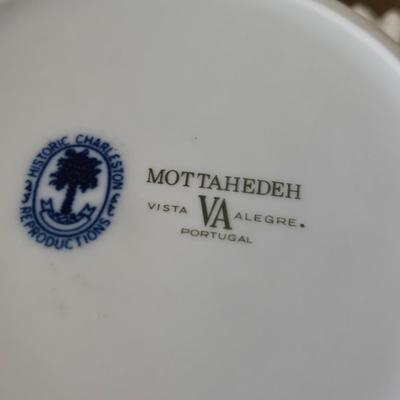 HISTORIC CHARLESTON
REPRODUCTIONS
MOTTAHEDEH
VISTA VA ALEGRE.
PORTUGAL